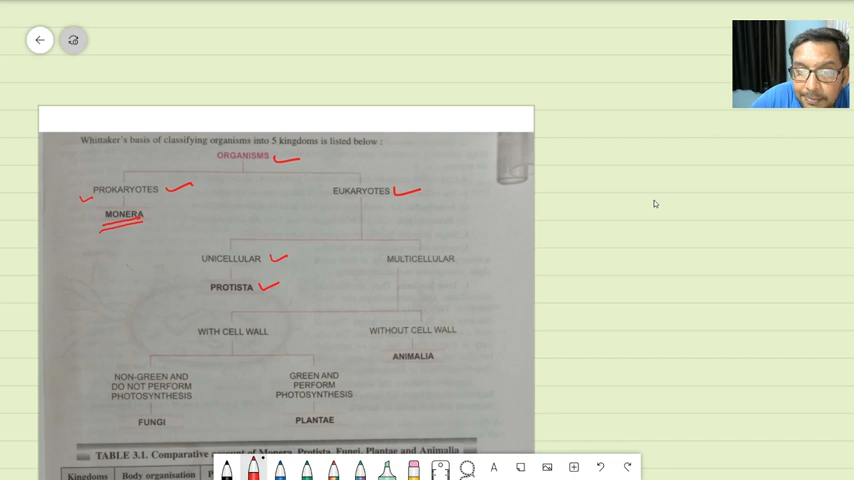 Whittaker's basis of classifying organisms into 5 kingdoms is listed below :
ORGANISMS
PROKARYOTES
EUKARYOTES
MONERA
UNICELLULAR
MULTICELLULAR
PROTISTA
WITH CELL WALL
WITHOUT CELL WALL
ANIMALIA
NON-GREEN AND
DO NOT PERFORM
PHOTOSYNTHESIS
GREEN AND
PERFORM
PHOTOSYNTHESIS
FUNGI
PLANTAE
TABLE 3.1. Comparative account of Monera, Protista, Fungi, Plantae and Animalia
Kingdoms
Body organisation
A